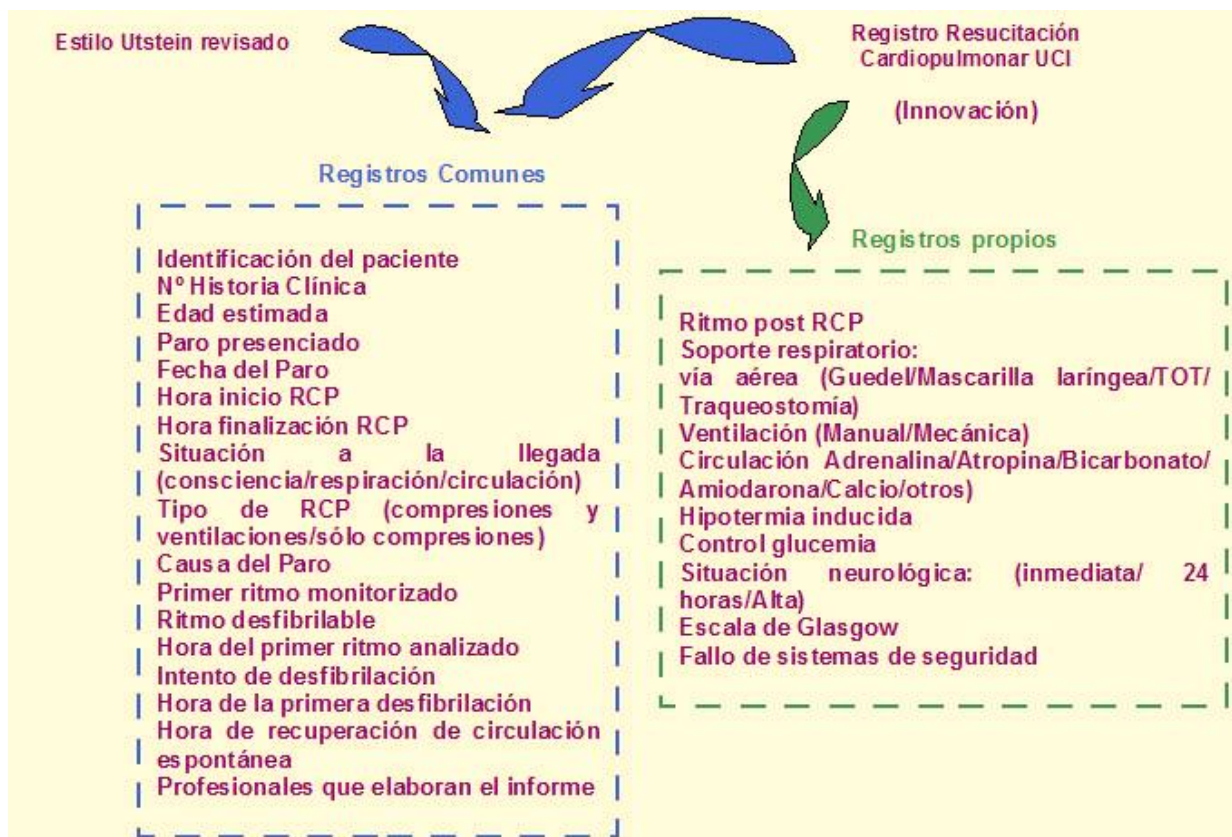 Estilo Utstein revisado
Registro Resucitación
Cardiopulmonar UCI
(Innovación)
Registros Comunes
Identificación del paciente
Nº Historia Clínica
Edad estimada
Paro presenciado
Fecha del Paro
Hora inicio RCP
Hora finalización RCP
Situación a la llegada
(consciencia/respiración/circulación)
Tipo de RCP (compresiones y
ventilaciones/sólo compresiones)
Causa del Paro
Primer ritmo monitorizado
Ritmo desfibrilable
Hora del primer ritmo analizado
Intento de desfibrilación
Hora de la primera desfibrilación
Hora de recuperación de circulación
espontánea
Profesionales que elaboran el informe
Registros propios
Ritmo post RCP
Soporte respiratorio:
vía aérea (Guedel/Mascarilla laríngea/TOT/
Traqueostomía)
Ventilación (Manual/Mecánica)
Circulación Adrenalina/Atropina/Bicarbonato/
Amiodarona/Calcio/otros)
Hipotermia inducida
Control glucemia
Situación neurológica: (inmediata/ 24
horas/Alta)
Escala de Glasgow
Fallo de sistemas de seguridad